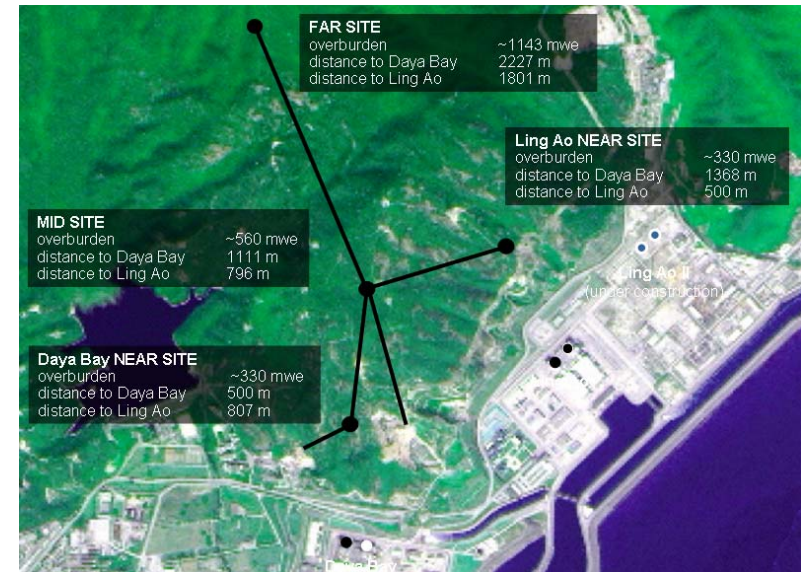 FAR SITE
overburden ~1143 mwe
distance to Daya Bay 2227 m
distance to Ling Ao 1801 m
Ling Ao NEAR SITE
overburden ~330 mwe
distance to Daya Bay 1368 m
distance to Ling Ao 500 m
MID SITE
overburden ~560 mwe
distance to Daya Bay 1111 m
distance to Ling Ao 796 m
Ling Ao II
(under construction)
Daya Bay NEAR SITE
overburden ~330 mwe
distance to Daya Bay 500 m
distance to Ling Ao 807 m
Daya Bay